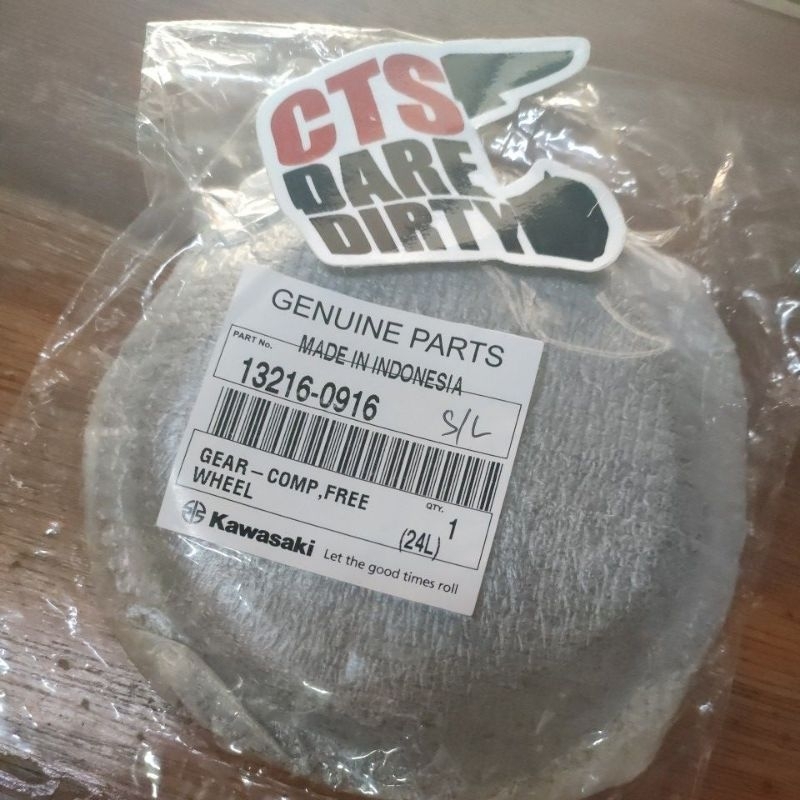 CTS
DARE
DIRTY
GENUINE PARTS
PART No. MADE IN INDONESIA
13216-0916 S/L
GEAR-COMP,FREE QTY.
WHEEL (24L) 1
Kawasaki Let the good times roll